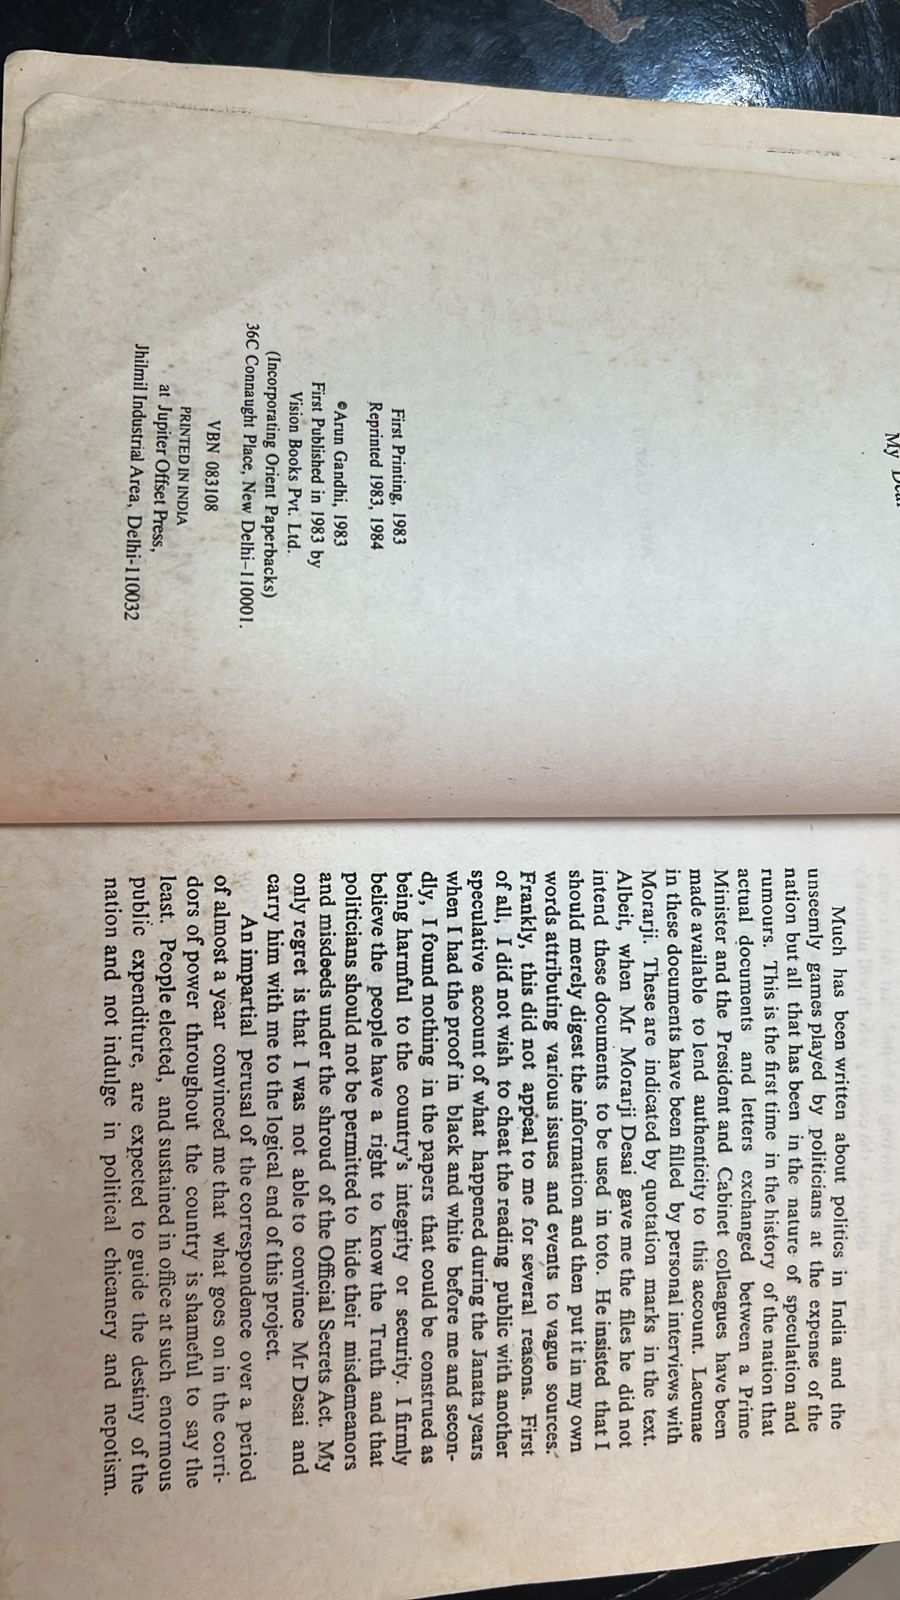 My
First Printing, 1983
Reprinted 1983, 1984
©Arun Gandhi, 1983
First Published in 1983 by
Vision Books Pvt. Ltd.
(Incorporating Orient Paperbacks)
36C Connaught Place, New Delhi-110001.
VBN 083108
PRINTED IN INDIA
at Jupiter Offset Press,
Jhilmil Industrial Area, Delhi-110032
Much has been written about politics in India and the
unseemly games played by politicians at the expense of the
nation but all that has been in the nature of speculation and
rumours. This is the first time in the history of the nation that
actual documents and letters exchanged between a Prime
Minister and the President and Cabinet colleagues have been
made available to lend authenticity to this account. Lacunae
in these documents have been filled by personal interviews with
Morarji. These are indicated by quotation marks in the text.
Albeit, when Mr Morarji Desai gave me the files he did not
intend these documents to be used in toto. He insisted that I
should merely digest the information and then put it in my own
words attributing various issues and events to vague sources.
Frankly, this did not appeal to me for several reasons. First
of all, I did not wish to cheat the reading public with another
speculative account of what happened during the Janata years
when I had the proof in black and white before me and secon-
dly, I found nothing in the papers that could be construed as
being harmful to the country's integrity or security. I firmly
believe the people have a right to know the Truth and that
politicians should not be permitted to hide their misdemeanors
and misdeeds under the shroud of the Official Secrets Act. My
only regret is that I was not able to convince Mr Desai and
carry him with me to the logical end of this project.
An impartial perusal of the correspondence over a period
of almost a year convinced me that what goes on in the corri-
dors of power throughout the country is shameful to say the
least. People elected, and sustained in office at such enormous
public expenditure, are expected to guide the destiny of the
nation and not indulge in political chicanery and nepotism.